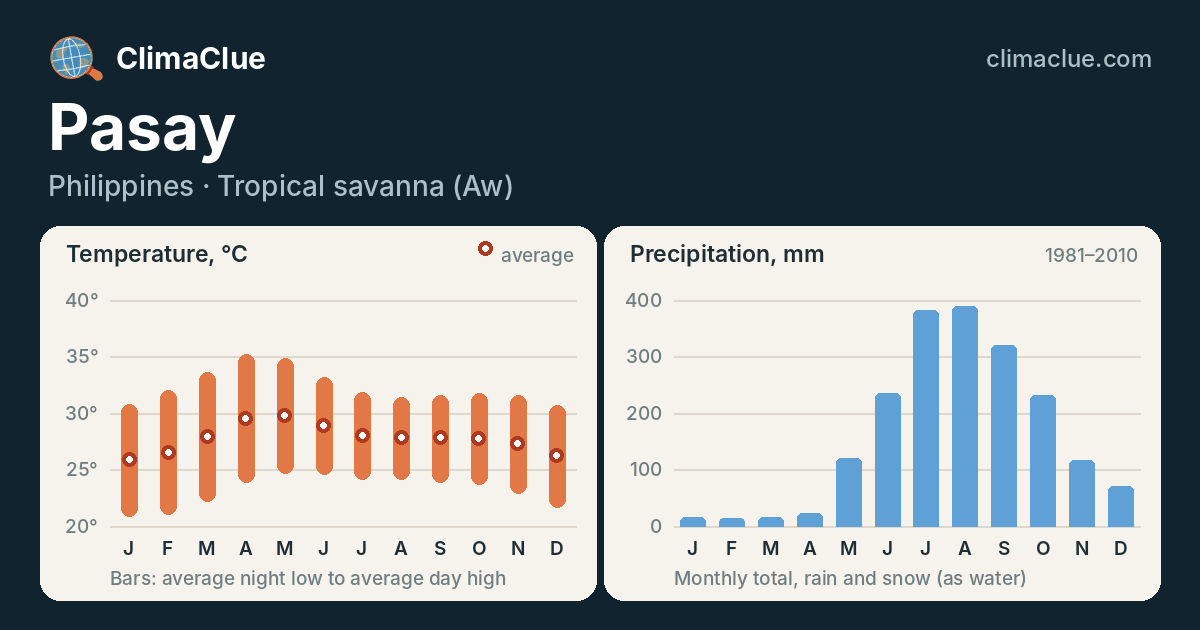 ClimaClue
climaclue.com
Pasay
Philippines · Tropical savanna (Aw)
Temperature, °C
average
40°
35°
30°
25°
20°
J F M A M J J A S O N D
Bars: average night low to average day high
Precipitation, mm
1981–2010
400
300
200
100
0
J F M A M J J A S O N D
Monthly total, rain and snow (as water)